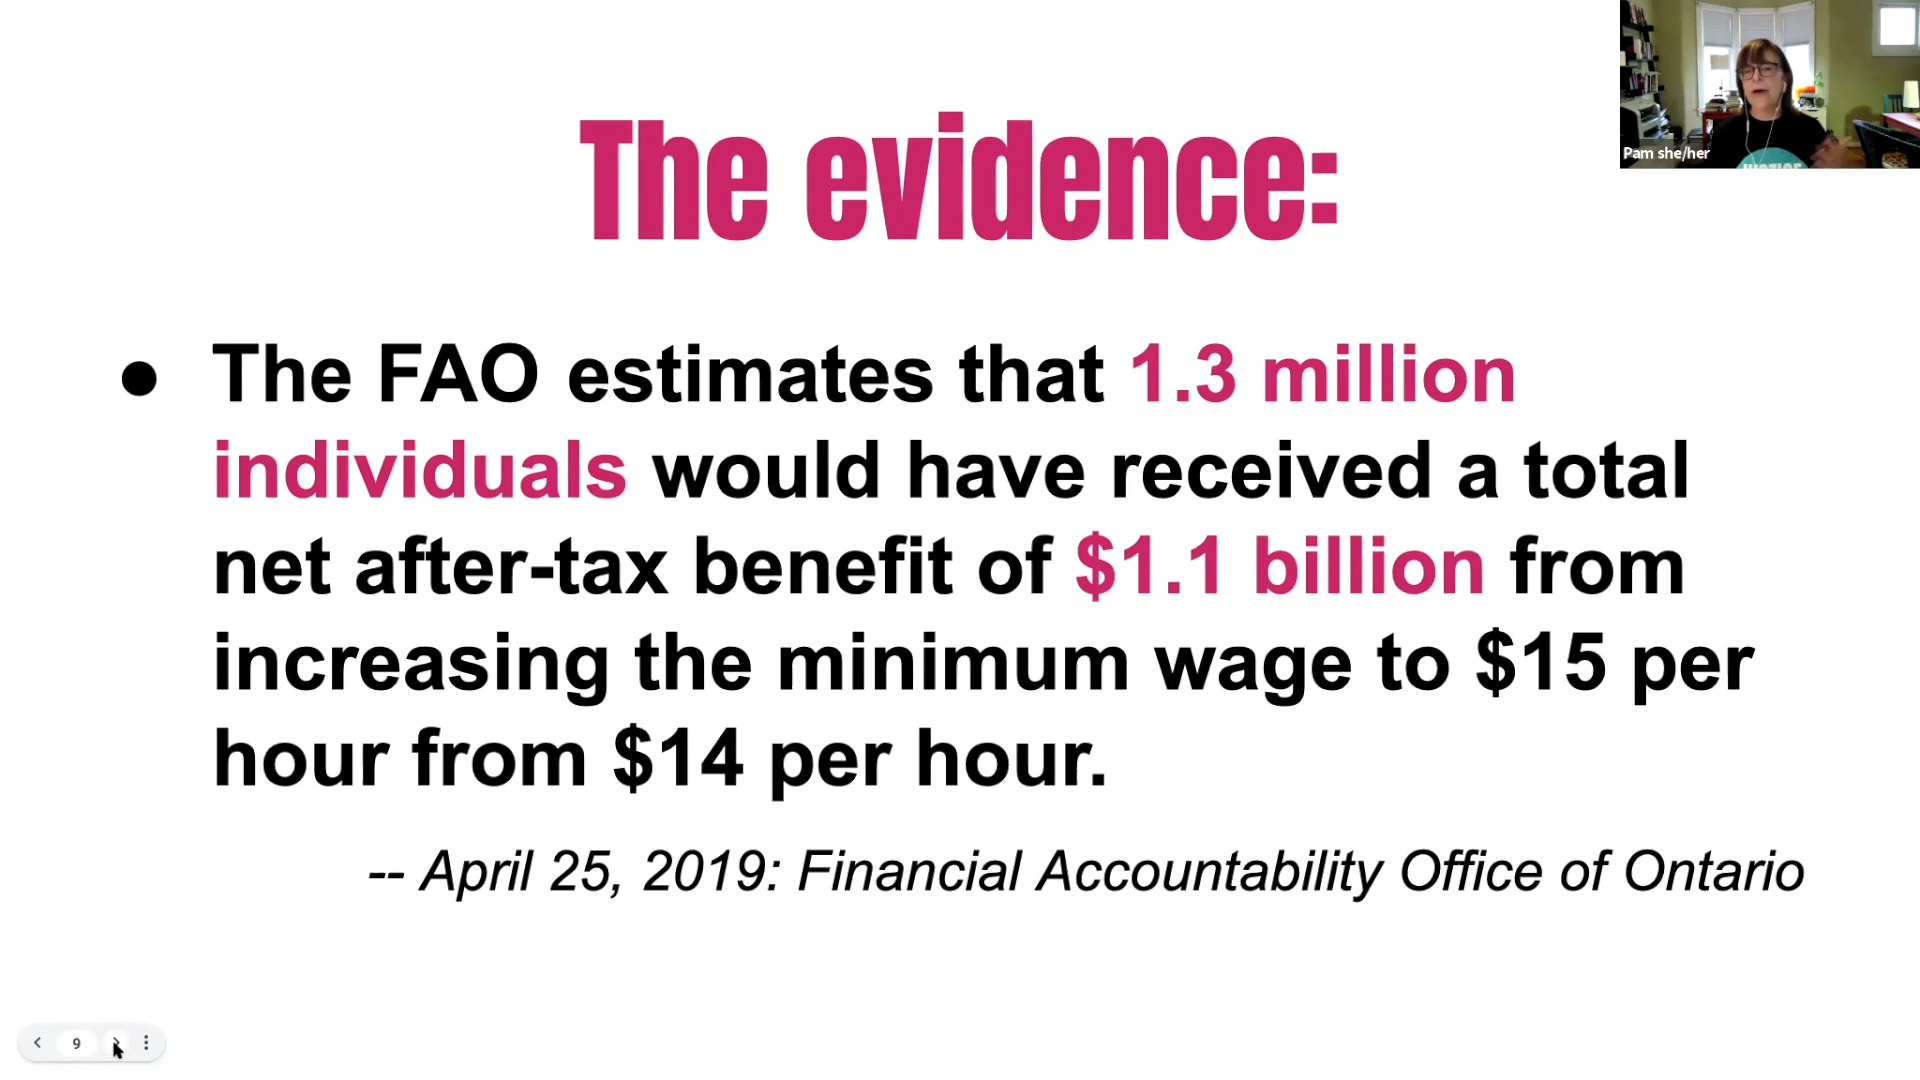 The evidence:
Pam she/her
● The FAO estimates that 1.3 million
individuals would have received a total
net after-tax benefit of $1.1 billion from
increasing the minimum wage to $15 per
hour from $14 per hour.
-- April 25, 2019: Financial Accountability Office of Ontario
9